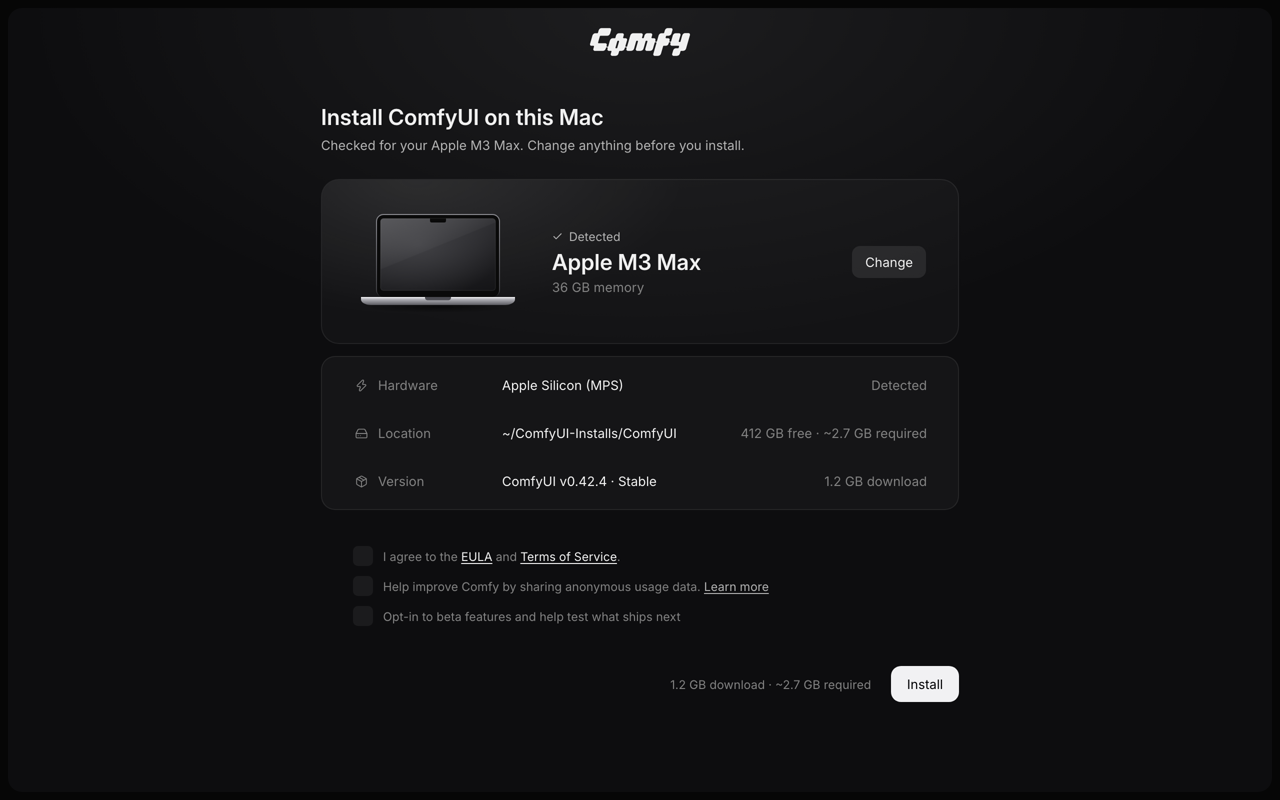 Comfy
Install ComfyUI on this Mac
Checked for your Apple M3 Max. Change anything before you install.
Detected
Apple M3 Max
36 GB memory
Change
Hardware Apple Silicon (MPS) Detected
Location ~/ComfyUI-Installs/ComfyUI 412 GB free · ~2.7 GB required
Version ComfyUI v0.42.4 · Stable 1.2 GB download
I agree to the EULA and Terms of Service.
Help improve Comfy by sharing anonymous usage data. Learn more
Opt-in to beta features and help test what ships next
1.2 GB download · ~2.7 GB required Install